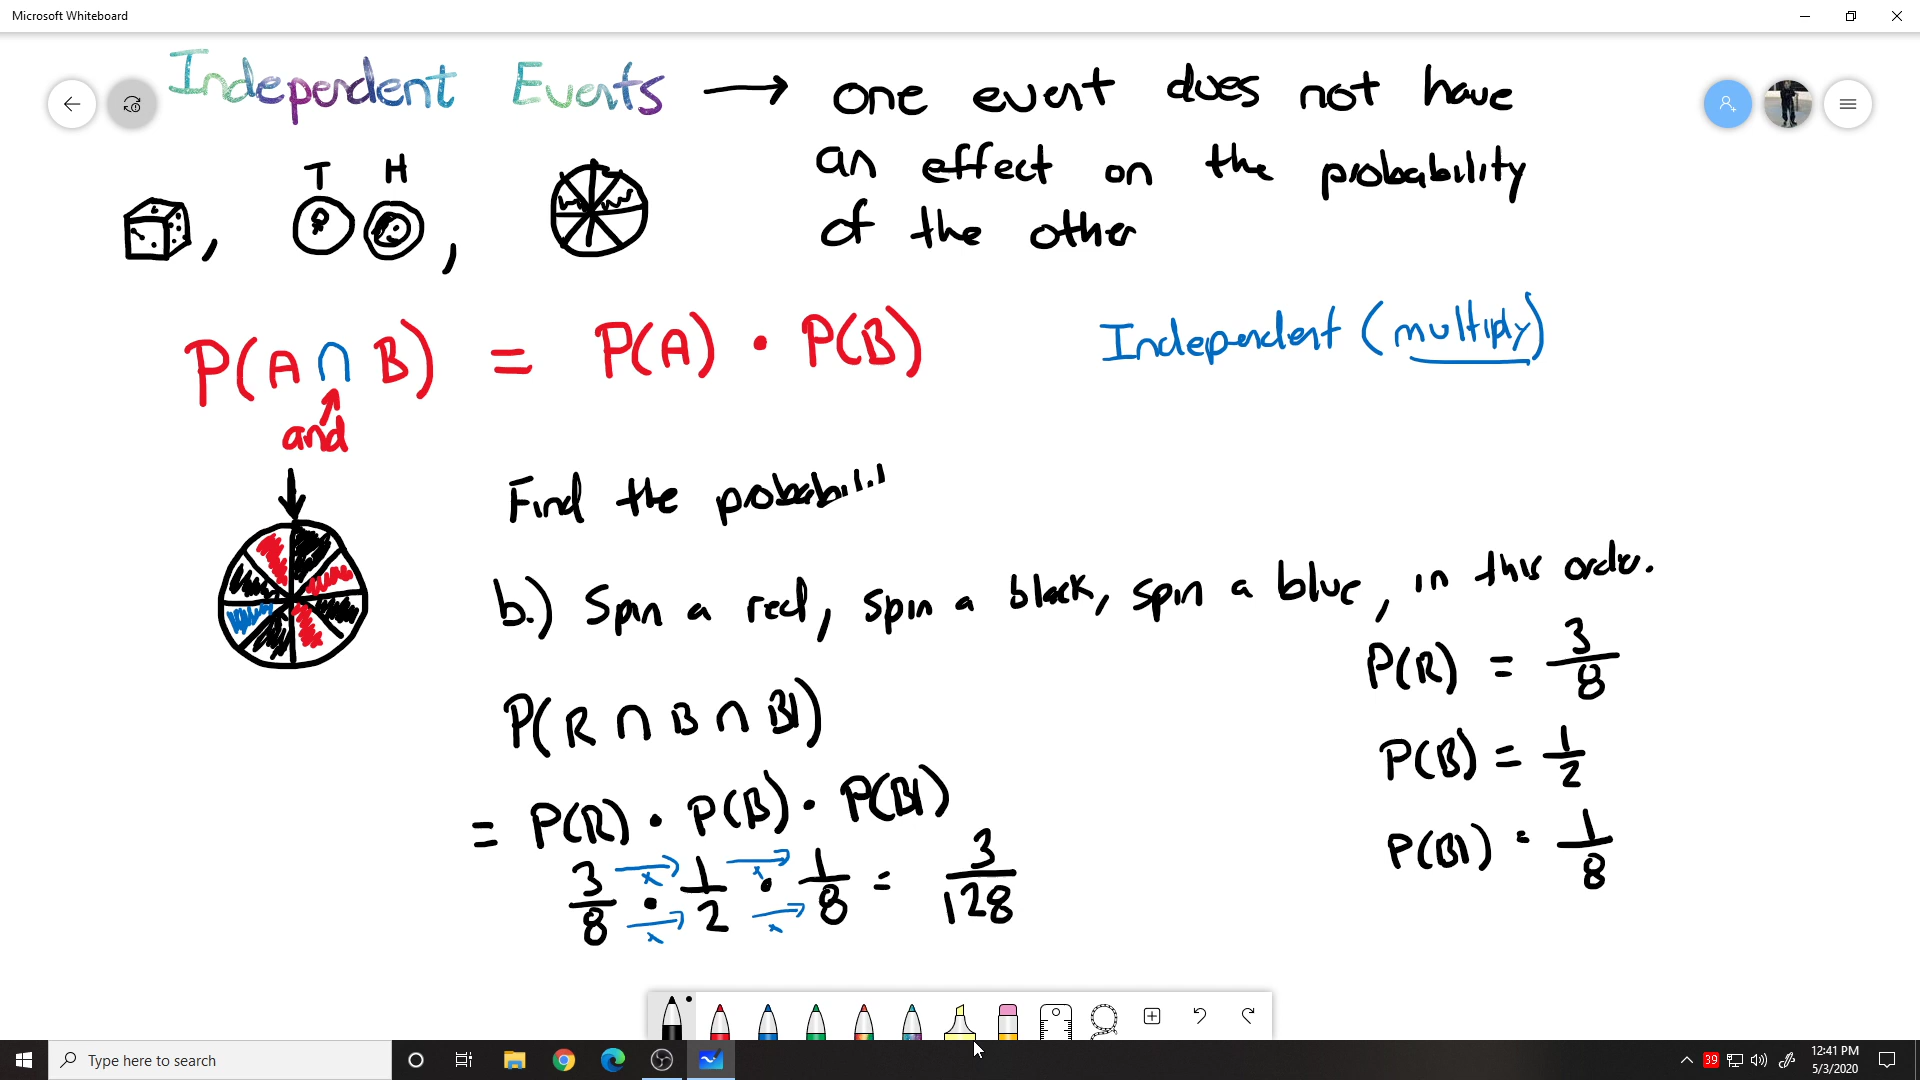 Microsoft Whiteboard
Independent Events → one event does not have
an effect on the probability
of the other
T H
, ,
P(A ∩ B) = P(A) · P(B)
and
Independent (multiply)
Find the probabili
b.) Spin a red, spin a black, spin a blue, in this order.
P(R) = 3/8
P(B) = 1/2
P(Bl) = 1/8
P(R ∩ B ∩ Bl)
= P(R) · P(B) · P(Bl)
3/8 · 1/2 · 1/8 = 3/128
x x
x x
Type here to search
39
12:41 PM
5/3/2020